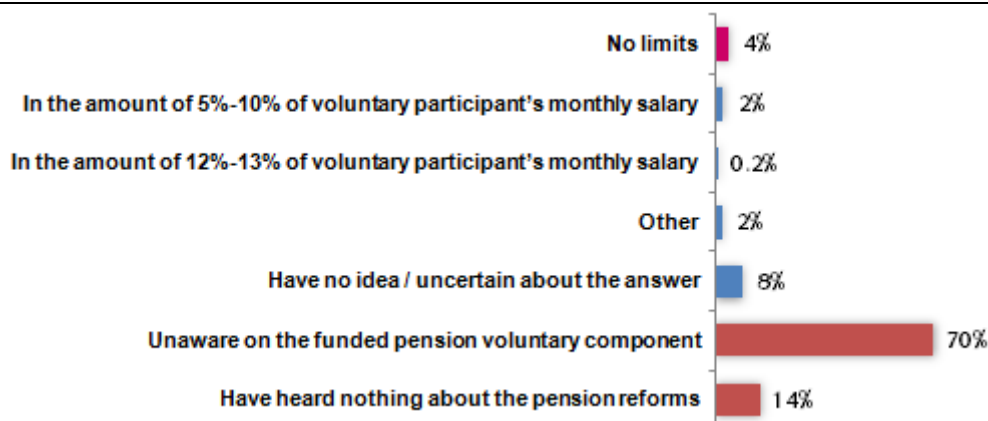 No limits 4%
In the amount of 5%-10% of voluntary participant's monthly salary 2%
In the amount of 12%-13% of voluntary participant's monthly salary 0.2%
Other 2%
Have no idea / uncertain about the answer 8%
Unaware on the funded pension voluntary component 70%
Have heard nothing about the pension reforms 14%